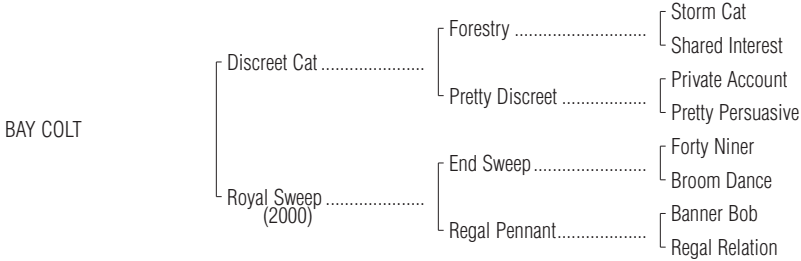 Storm Cat
Forestry ............................
Shared Interest
Discreet Cat ......................
Private Account
Pretty Discreet ..................
Pretty Persuasive
BAY COLT
Forty Niner
End Sweep ........................
Broom Dance
Royal Sweep .....................
(2000)
Banner Bob
Regal Pennant...................
Regal Relation